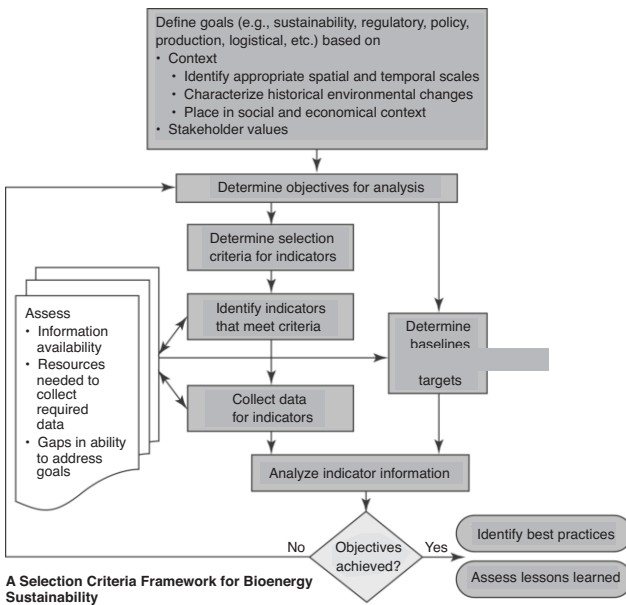 Define goals (e.g., sustainability, regulatory, policy,
production, logistical, etc.) based on
• Context
• Identify appropriate spatial and temporal scales
• Characterize historical environmental changes
• Place in social and economical context
• Stakeholder values
Determine objectives for analysis
Determine selection
criteria for indicators
Identify indicators
that meet criteria
Assess
• Information
availability
• Resources
needed to
collect
required
data
• Gaps in ability
to address
goals
Determine
baselines
targets
Collect data
for indicators
Analyze indicator information
Objectives
achieved?
No
Yes
Identify best practices
Assess lessons learned
A Selection Criteria Framework for Bioenergy
Sustainability